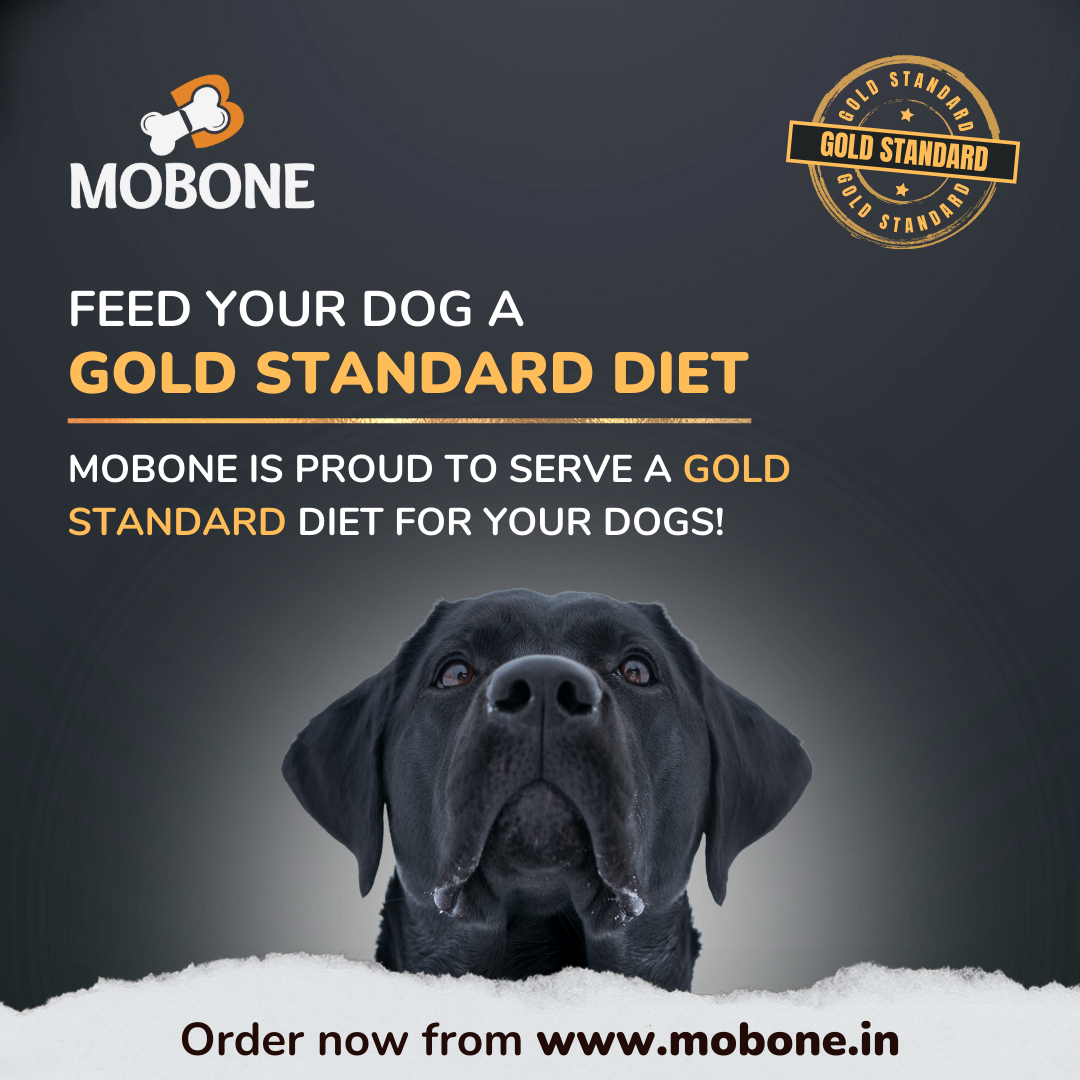 MOBONE
GOLD STANDARD
GOLD STANDARD
GOLD STANDARD
FEED YOUR DOG A
GOLD STANDARD DIET
MOBONE IS PROUD TO SERVE A GOLD
STANDARD DIET FOR YOUR DOGS!
Order now from www.mobone.in